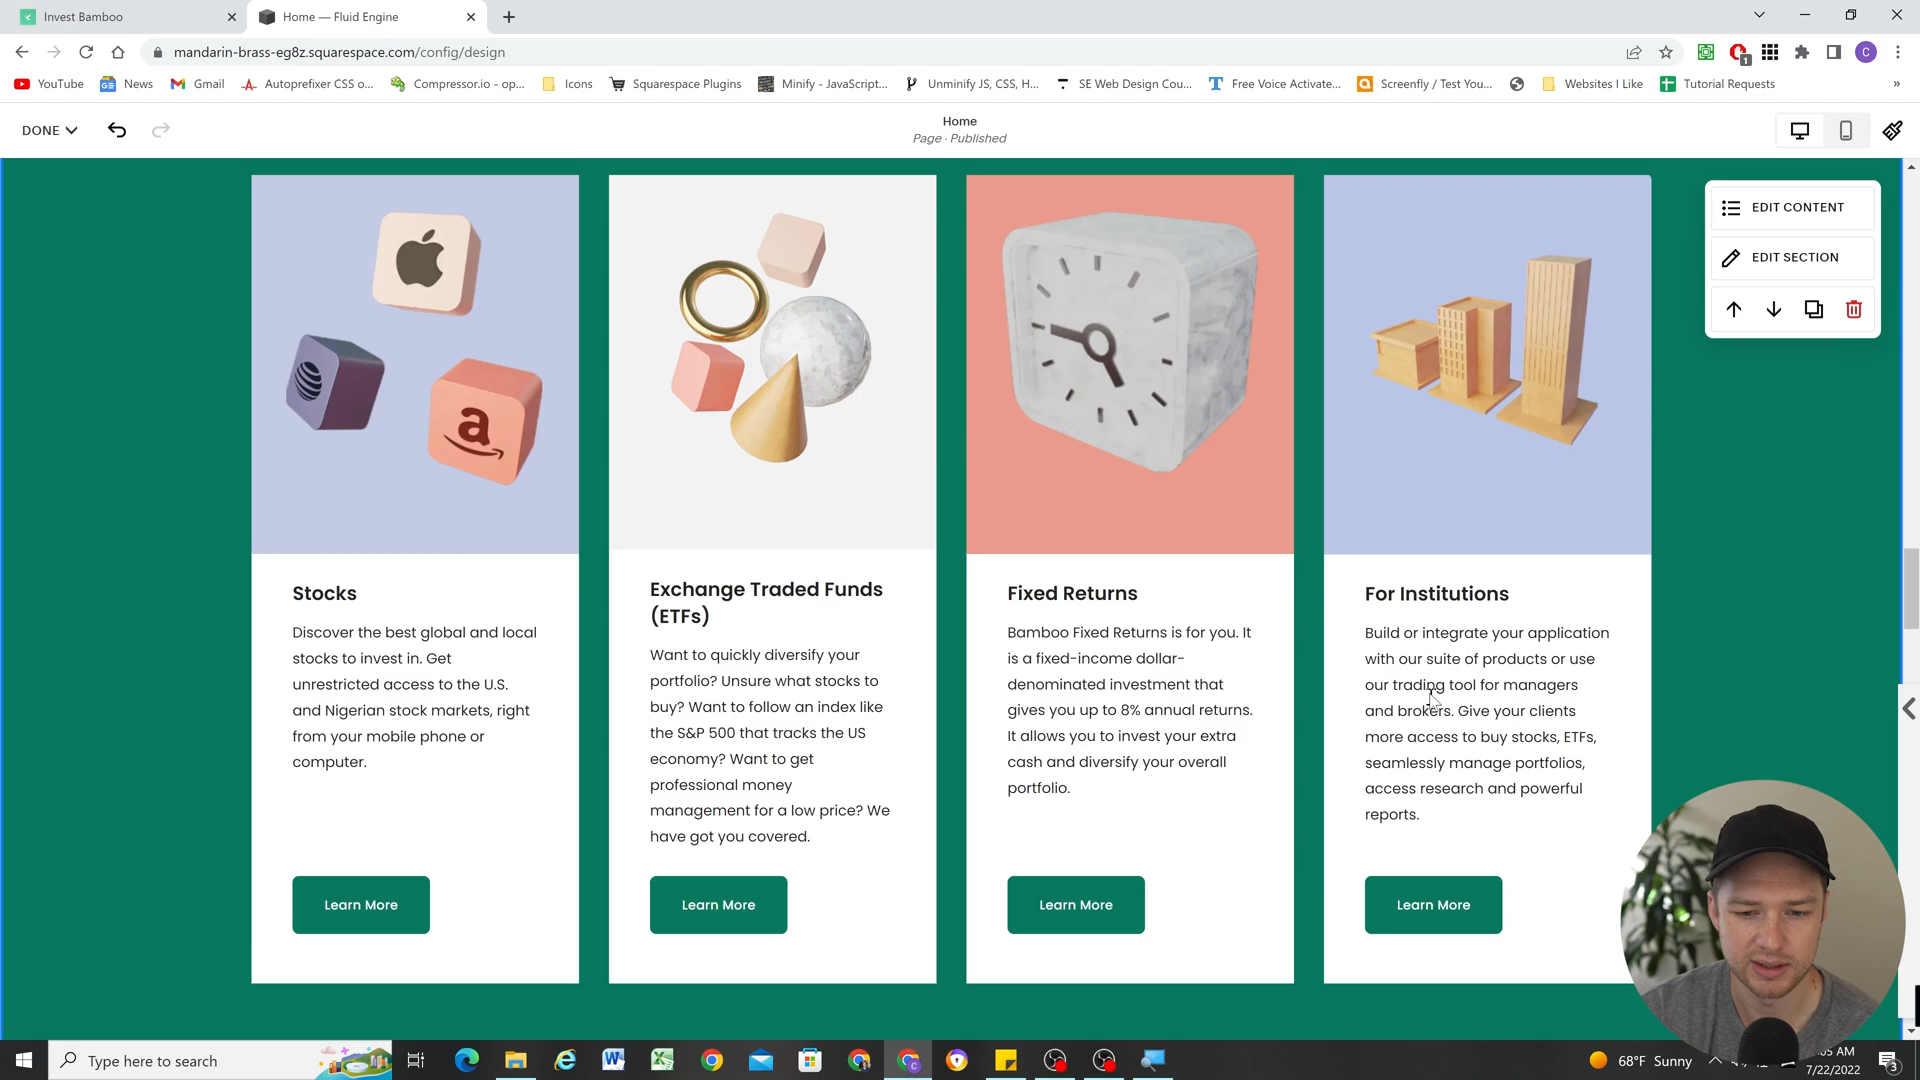 Invest Bamboo
Home — Fluid Engine
mandarin-brass-eg8z.squarespace.com/config/design
YouTube
News
Gmail
Autoprefixer CSS o...
Compressor.io - op...
Icons
Squarespace Plugins
Minify - JavaScript...
Unminify JS, CSS, H...
SE Web Design Cou...
Free Voice Activate...
Screenfly / Test You...
Websites I Like
Tutorial Requests
DONE
Home
Page · Published
EDIT CONTENT
EDIT SECTION
Stocks
Discover the best global and local
stocks to invest in. Get
unrestricted access to the U.S.
and Nigerian stock markets, right
from your mobile phone or
computer.
Learn More
Exchange Traded Funds
(ETFs)
Want to quickly diversify your
portfolio? Unsure what stocks to
buy? Want to follow an index like
the S&P 500 that tracks the US
economy? Want to get
professional money
management for a low price? We
have got you covered.
Learn More
Fixed Returns
Bamboo Fixed Returns is for you. It
is a fixed-income dollar-
denominated investment that
gives you up to 8% annual returns.
It allows you to invest your extra
cash and diversify your overall
portfolio.
Learn More
For Institutions
Build or integrate your application
with our suite of products or use
our trading tool for managers
and brokers. Give your clients
more access to buy stocks, ETFs,
seamlessly manage portfolios,
access research and powerful
reports.
Learn More
Type here to search
68°F Sunny
:05 AM
7/22/2022